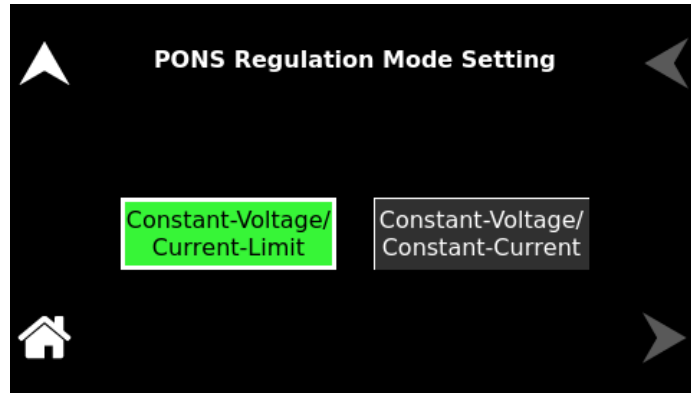 PONS Regulation Mode Setting
Constant-Voltage/
Current-Limit
Constant-Voltage/
Constant-Current